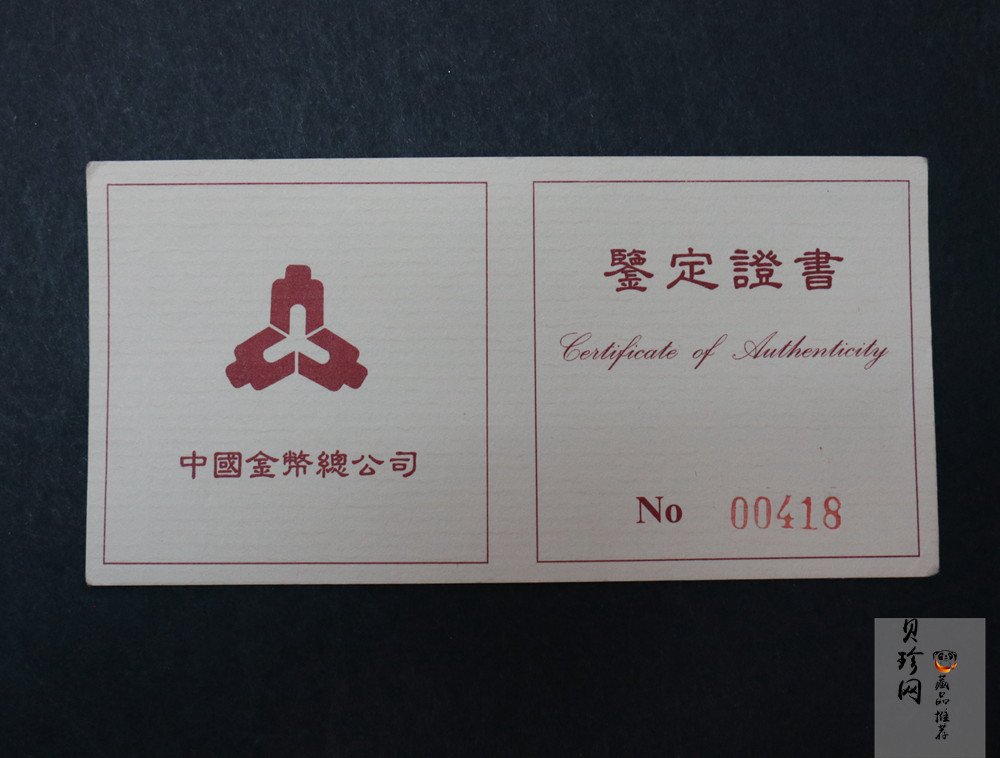 中國金幣總公司
鑒定證書
Certificate of Authenticity
No 00418
贝珍网
藏品推荐